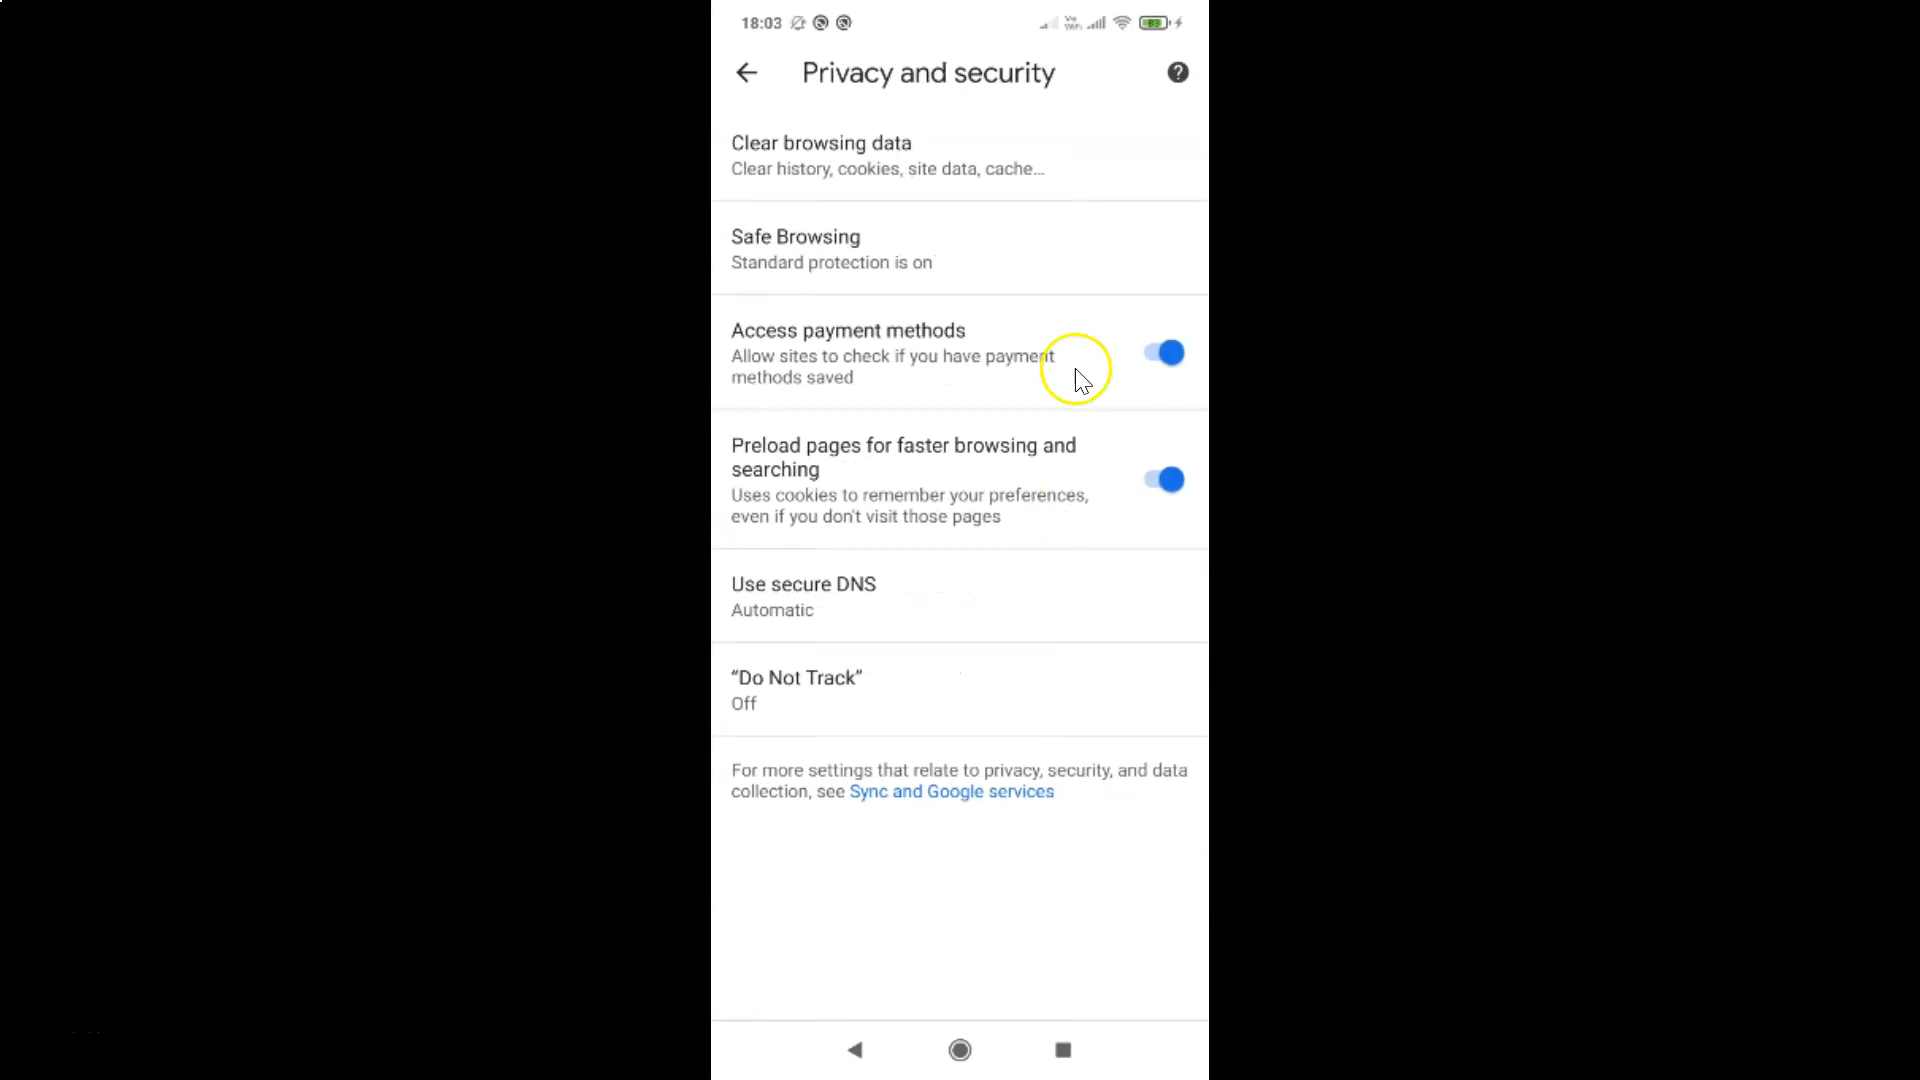 18:03
Privacy and security
Clear browsing data
Clear history, cookies, site data, cache...
Safe Browsing
Standard protection is on
Access payment methods
Allow sites to check if you have payment
methods saved
Preload pages for faster browsing and
searching
Uses cookies to remember your preferences,
even if you don't visit those pages
Use secure DNS
Automatic
“Do Not Track”
Off
For more settings that relate to privacy, security, and data
collection, see Sync and Google services